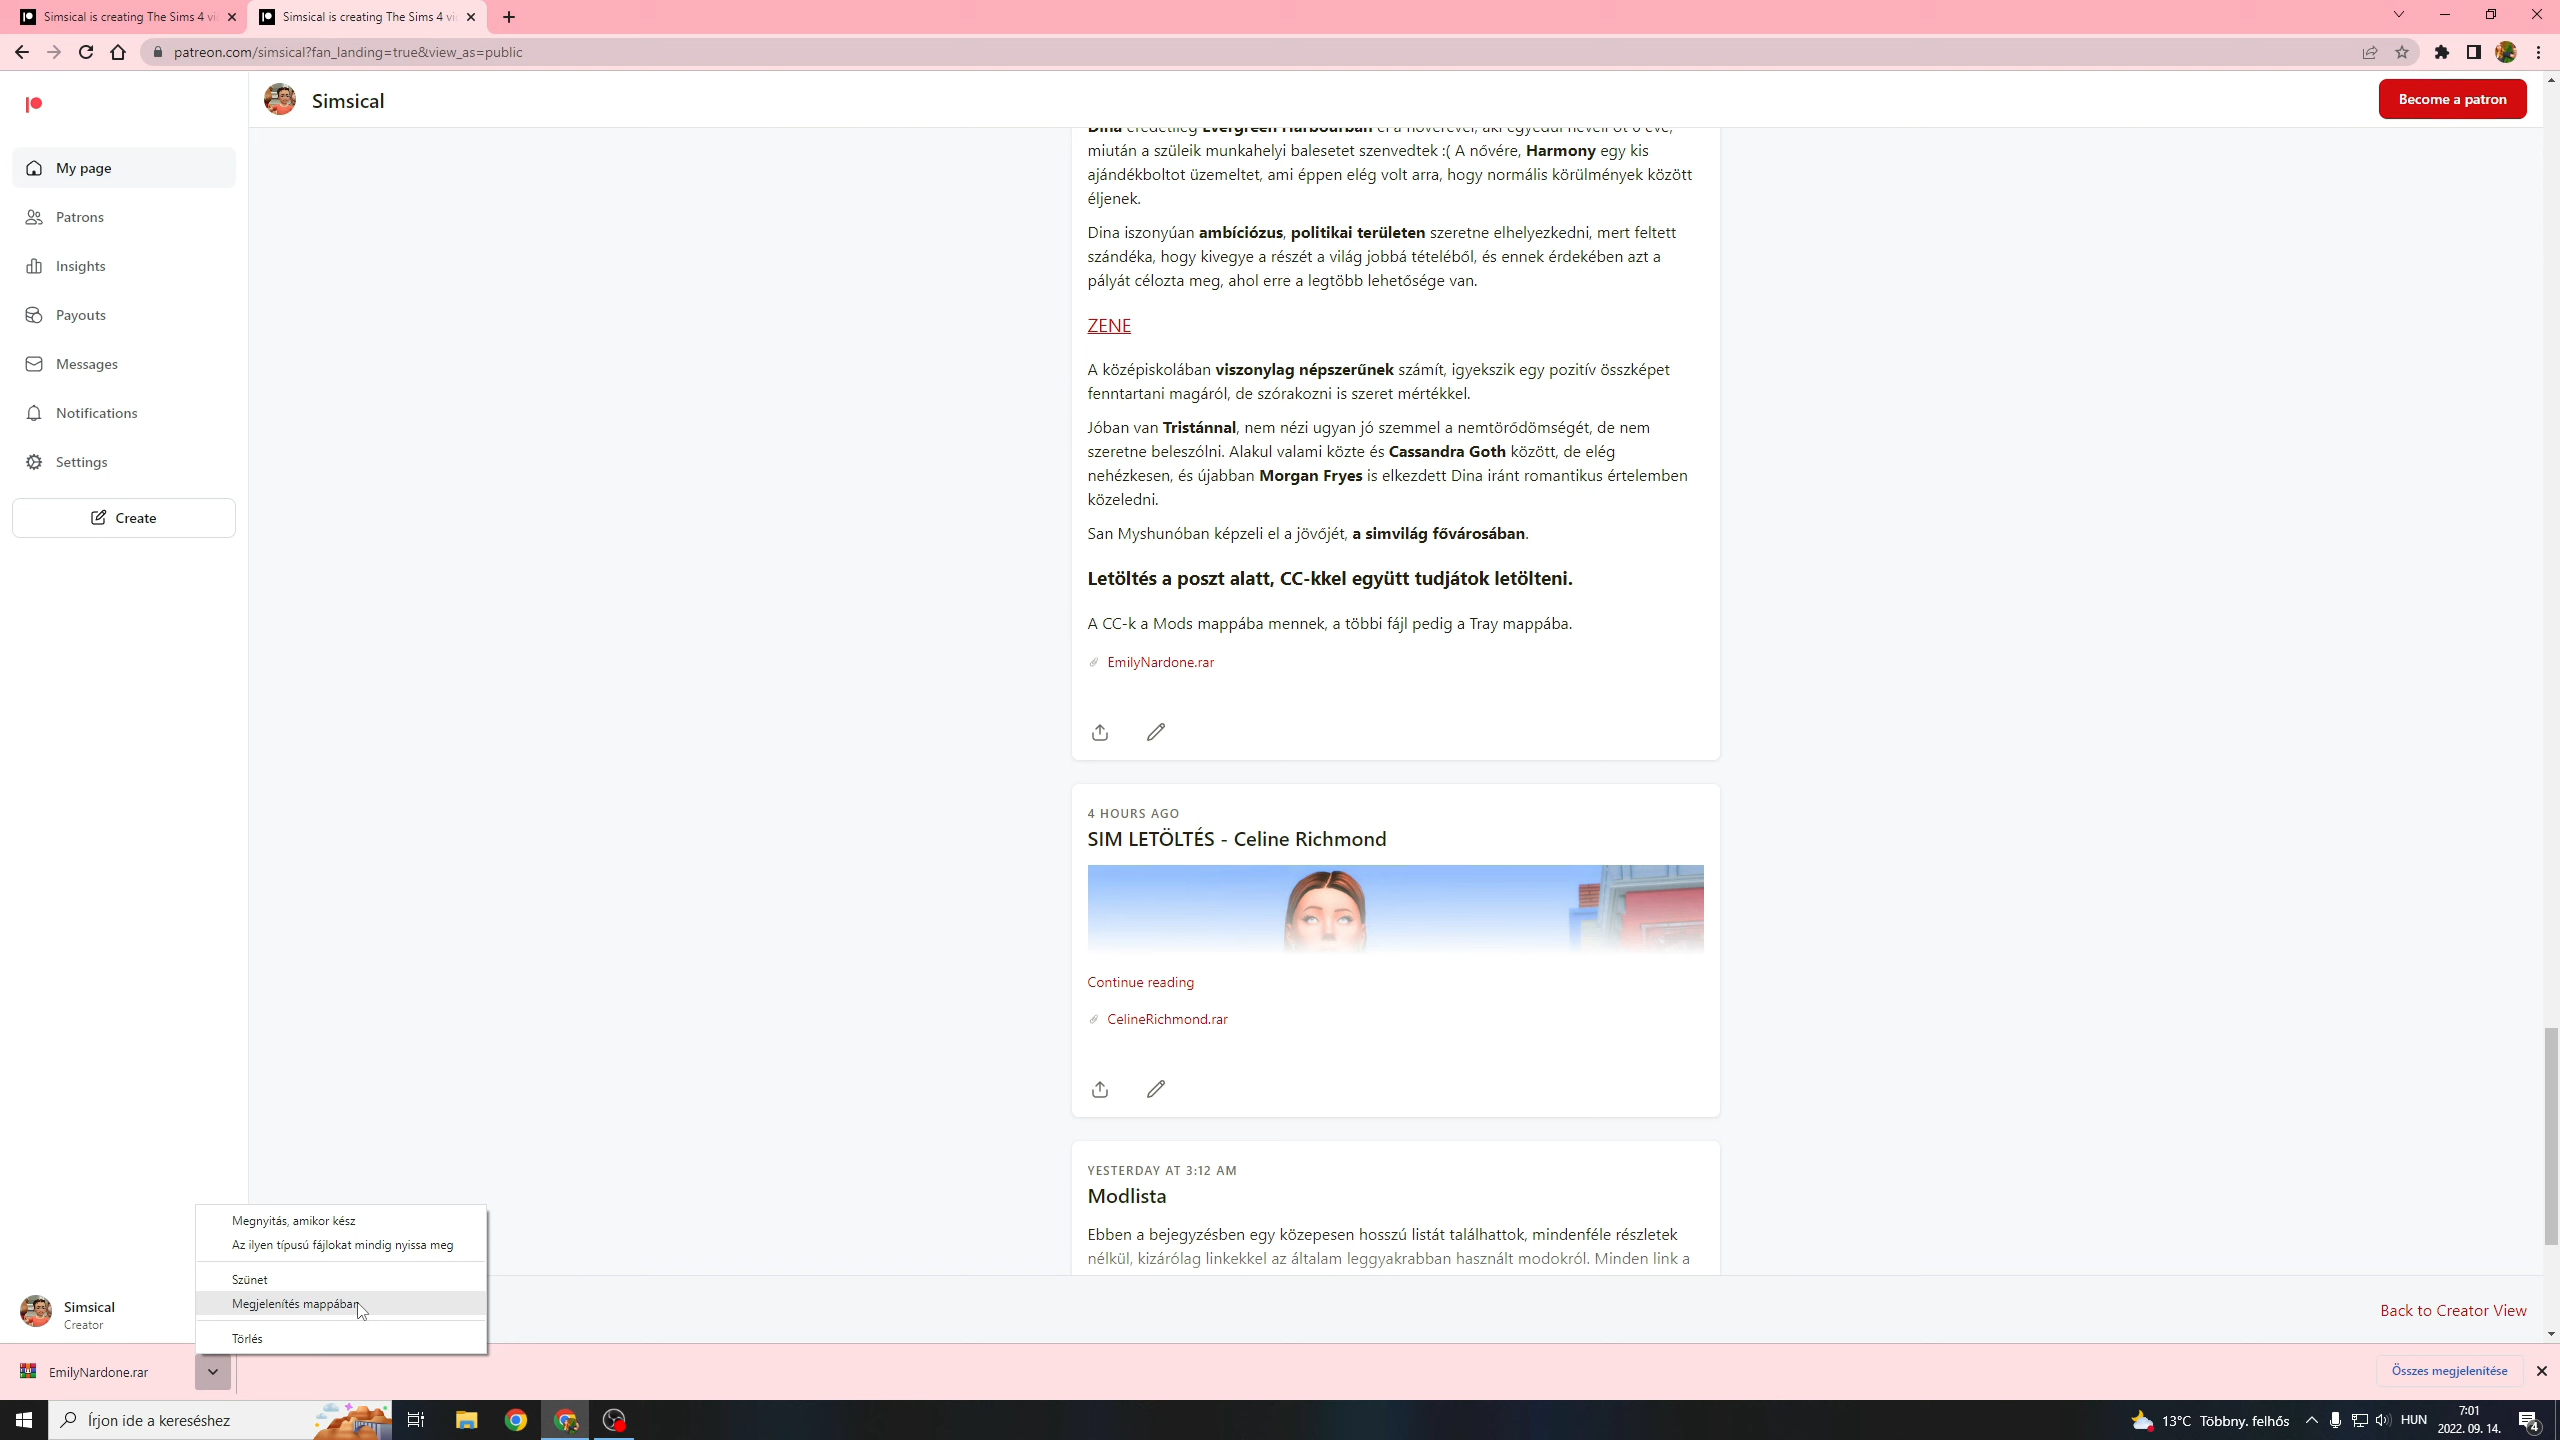 Simsical is creating The Sims 4 vi
Simsical is creating The Sims 4 vi
patreon.com/simsical?fan_landing=true&view_as=public
Simsical
Become a patron
My page
Patrons
Insights
Payouts
Messages
Notifications
Settings
Create
miután a szüleik munkahelyi balesetet szenvedtek :( A nővére, Harmony egy kis
ajándékboltot üzemeltet, ami éppen elég volt arra, hogy normális körülmények között
éljenek.
Dina iszonyúan ambíciózus, politikai területen szeretne elhelyezkedni, mert feltett
szándéka, hogy kivegye a részét a világ jobbá tételéből, és ennek érdekében azt a
pályát célozta meg, ahol erre a legtöbb lehetősége van.
ZENE
A középiskolában viszonylag népszerűnek számít, igyekszik egy pozitív összképet
fenntartani magáról, de szórakozni is szeret mértékkel.
Jóban van Tristánnal, nem nézi ugyan jó szemmel a nemtörődömségét, de nem
szeretne beleszólni. Alakul valami közte és Cassandra Goth között, de elég
nehézkesen, és újabban Morgan Fryes is elkezdett Dina iránt romantikus értelemben
közeledni.
San Myshunóban képzeli el a jövőjét, a simvilág fővárosában.
Letöltés a poszt alatt, CC-kkel együtt tudjátok letölteni.
A CC-k a Mods mappába mennek, a többi fájl pedig a Tray mappába.
EmilyNardone.rar
4 HOURS AGO
SIM LETÖLTÉS - Celine Richmond
Continue reading
CelineRichmond.rar
YESTERDAY AT 3:12 AM
Modlista
Ebben a bejegyzésben egy közepesen hosszú listát találhattok, mindenféle részletek
nélkül, kizárólag linkekkel az általam leggyakrabban használt modokról. Minden link a
Megnyitás, amikor kész
Az ilyen típusú fájlokat mindig nyissa meg
Szünet
Megjelenítés mappában
Törlés
Simsical
Creator
Back to Creator View
EmilyNardone.rar
Összes megjelenítése
Írjon ide a kereséshez
13°C Többny. felhős
HUN
7:01
2022. 09. 14.
4